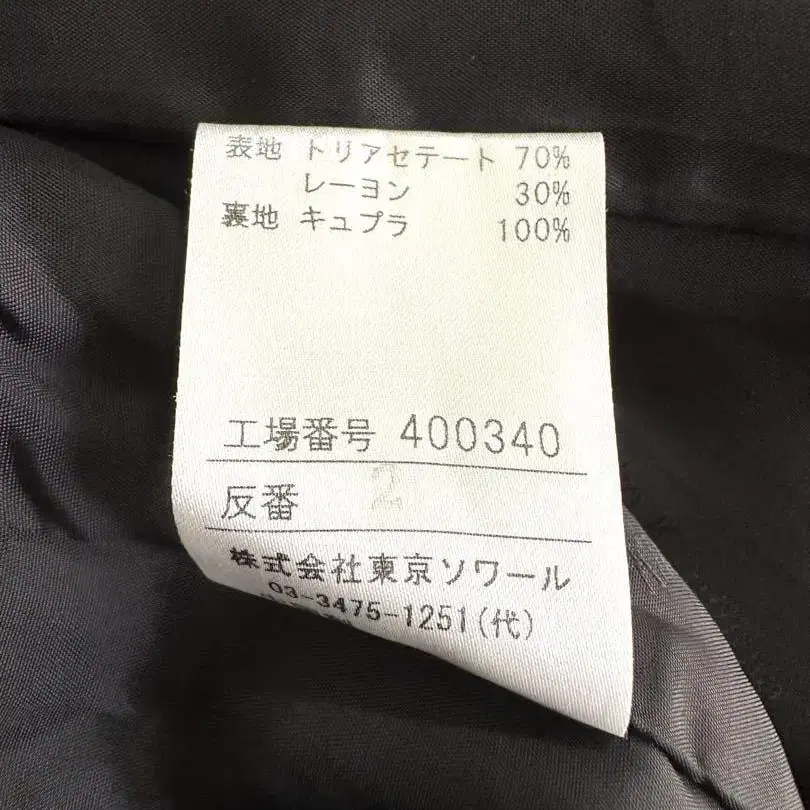 表地 トリアセテート 70%
レーヨン 30%
裏地 キュプラ 100%
工場番号 400340
反番 2
株式会社東京ソワール
03-3475-1251(代)